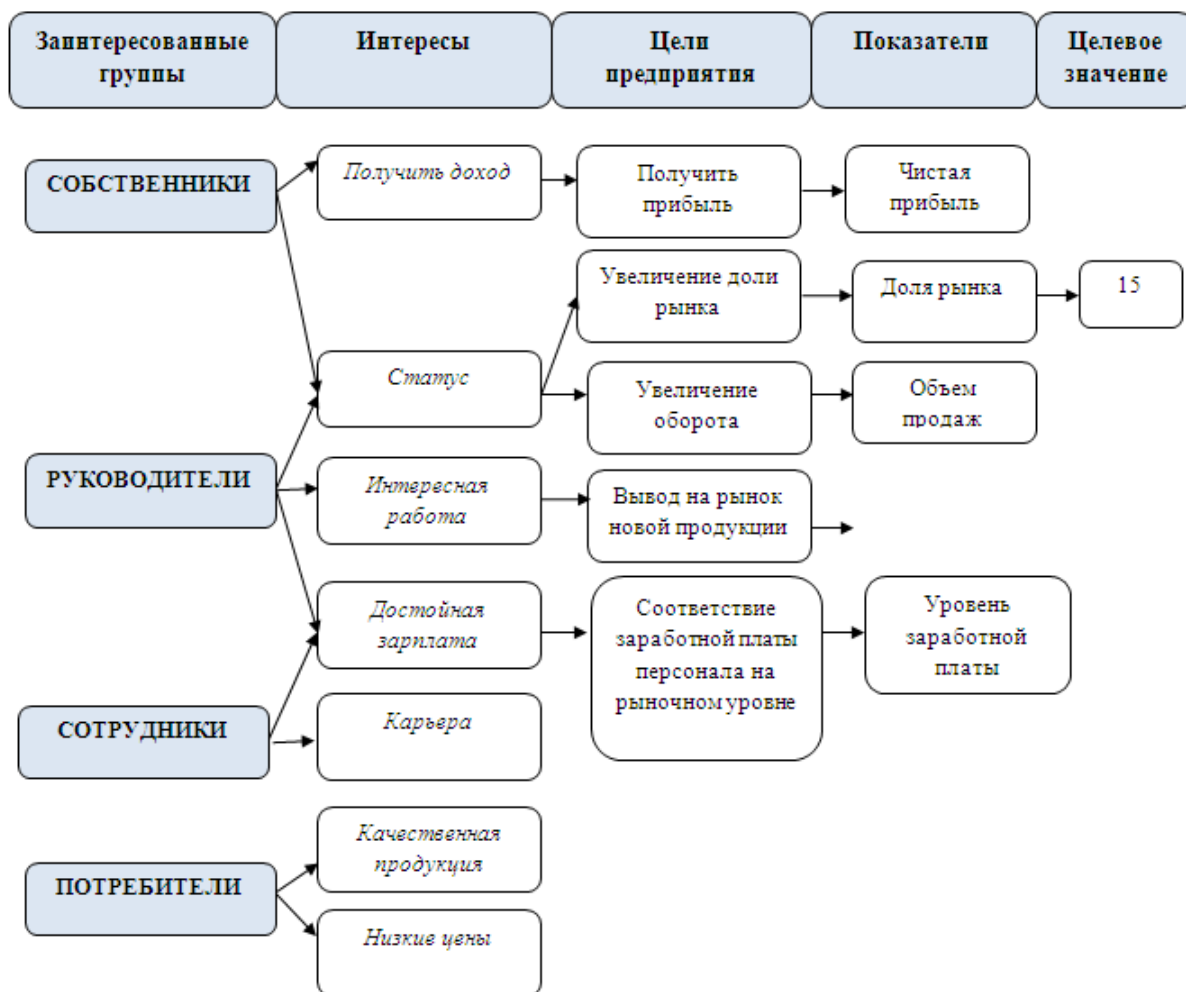 Заинтересованные
группы
Интересы
Цели
предприятия
Показатели
Целевое
значение
СОБСТВЕННИКИ
Получить доход
Получить
прибыль
Чистая
прибыль
Увеличение доли
рынка
Доля рынка
15
Статус
Увеличение
оборота
Объем
продаж
РУКОВОДИТЕЛИ
Интересная
работа
Вывод на рынок
новой продукции
Достойная
зарплата
Соответствие
заработной платы
персонала на
рыночном уровне
Уровень
заработной
платы
СОТРУДНИКИ
Карьера
ПОТРЕБИТЕЛИ
Качественная
продукция
Низкие цены